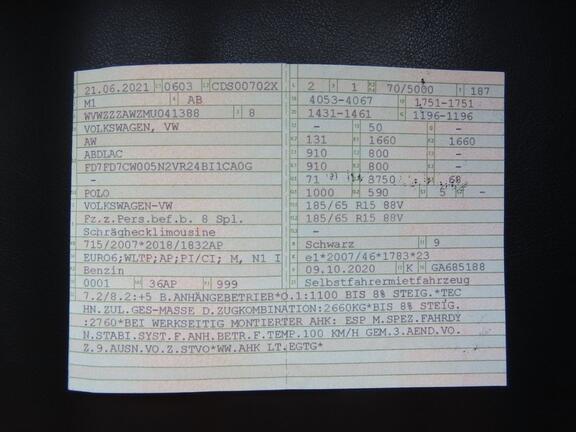 21.06.2021 0603 CDS00702X
M1 AB
WVWZZZAWZMU041388 8
VOLKSWAGEN, VW
AW
ABDLAC
FD7FD7CW005N2VR24BI1CA0G
-
POLO
VOLKSWAGEN-VW
Fz.z.Pers.bef.b. 8 Spl.
Schräghecklimousine
715/2007*2018/1832AP
EURO6;WLTP;AP;PI/CI; M, N1 I
Benzin
0001 36AP 999
2 1 70/5000 187
4053-4067 1751-1751
1431-1461 1196-1196
- 50 -
131 1660 1660
910 800 -
910 800 -
71 8750 68
1000 590 5 -
185/65 R15 88V
185/65 R15 88V
-
Schwarz 9
e1*2007/46*1783*23
09.10.2020 K GA685188
Selbstfahrermietfahrzeug
7.2/8.2:+5 B.ANHÄNGEBETRIEB*O.1:1100 BIS 8% STEIG.*TEC
HN.ZUL.GES-MASSE D.ZUGKOMBINATION:2660KG*BIS 8% STEIG.
:2760*BEI WERKSEITIG MONTIERTER AHK: ESP M.SPEZ.FAHRDY
N.STABI.SYST.F.ANH.BETR.F.TEMP.100 KM/H GEM.3.AEND.VO.
Z.9.AUSN.VO.Z.STVO*WW.AHK LT.EGTG*